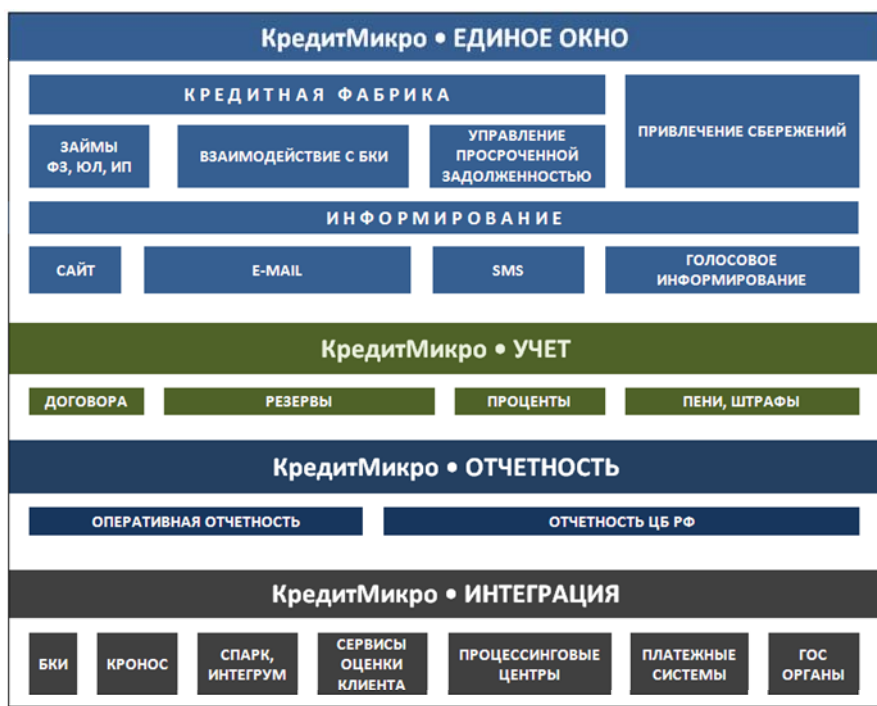 КредитМикро • ЕДИНОЕ ОКНО
КРЕДИТНАЯ ФАБРИКА
ПРИВЛЕЧЕНИЕ СБЕРЕЖЕНИЙ
ЗАЙМЫ
ФЗ, ЮЛ, ИП
ВЗАИМОДЕЙСТВИЕ С БКИ
УПРАВЛЕНИЕ
ПРОСРОЧЕННОЙ
ЗАДОЛЖЕННОСТЬЮ
ИНФОРМИРОВАНИЕ
САЙТ
E-MAIL
SMS
ГОЛОСОВОЕ
ИНФОРМИРОВАНИЕ
КредитМикро • УЧЕТ
ДОГОВОРА
РЕЗЕРВЫ
ПРОЦЕНТЫ
ПЕНИ, ШТРАФЫ
КредитМикро • ОТЧЕТНОСТЬ
ОПЕРАТИВНАЯ ОТЧЕТНОСТЬ
ОТЧЕТНОСТЬ ЦБ РФ
КредитМикро • ИНТЕГРАЦИЯ
БКИ
КРОНОС
СПАРК,
ИНТЕГРУМ
СЕРВИСЫ
ОЦЕНКИ
КЛИЕНТА
ПРОЦЕССИНГОВЫЕ
ЦЕНТРЫ
ПЛАТЕЖНЫЕ
СИСТЕМЫ
ГОС
ОРГАНЫ